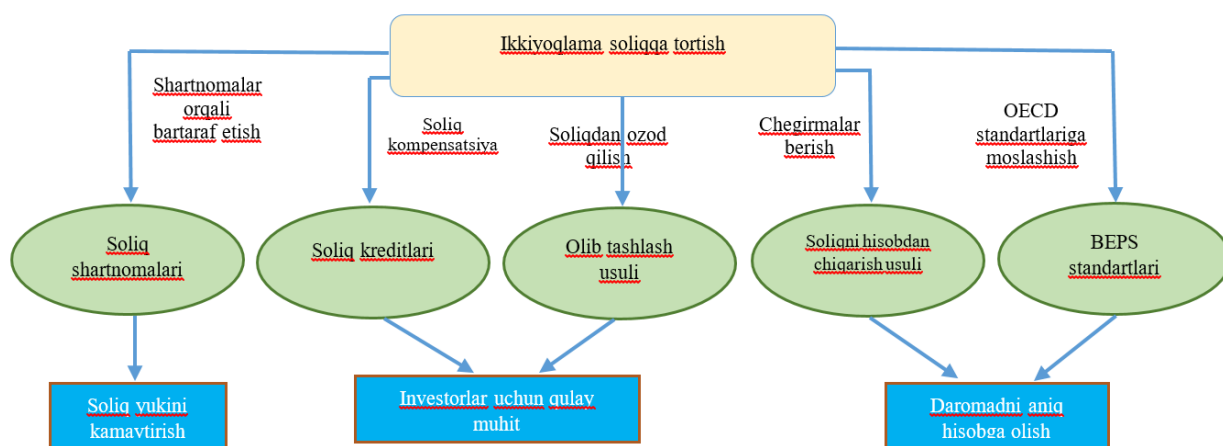 Ikkiyoqlama soliqqa tortish
Shartnomalar
orqali
bartaraf etish
Soliq
kompensatsiya
Soliqdan ozod
qilish
Chegirmalar
berish
OECD
standartlariga
moslashish
Soliq
shartnomalari
Soliq kreditlari
Olib tashlash
usuli
Soliqni hisobdan
chiqarish usuli
BEPS
standartlari
Soliq yukini
kamaytirish
Investorlar uchun qulay
muhit
Daromadni aniq
hisobga olish